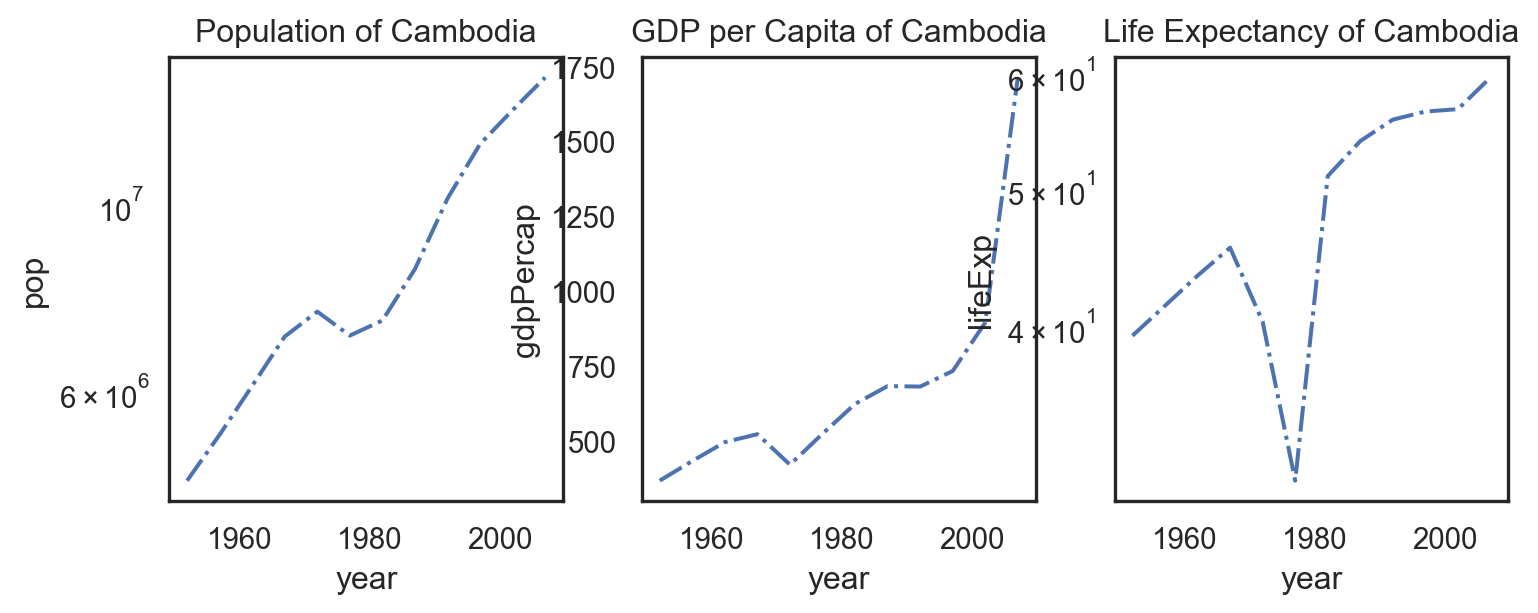 Population of Cambodia
10⁷
6 × 10⁶
pop
1960 1980 2000
year
GDP per Capita of Cambodia
1750
1500
1250
1000
750
500
gdpPercap
1960 1980 2000
year
Life Expectancy of Cambodia
6 × 10¹
5 × 10¹
4 × 10¹
lifeExp
1960 1980 2000
year